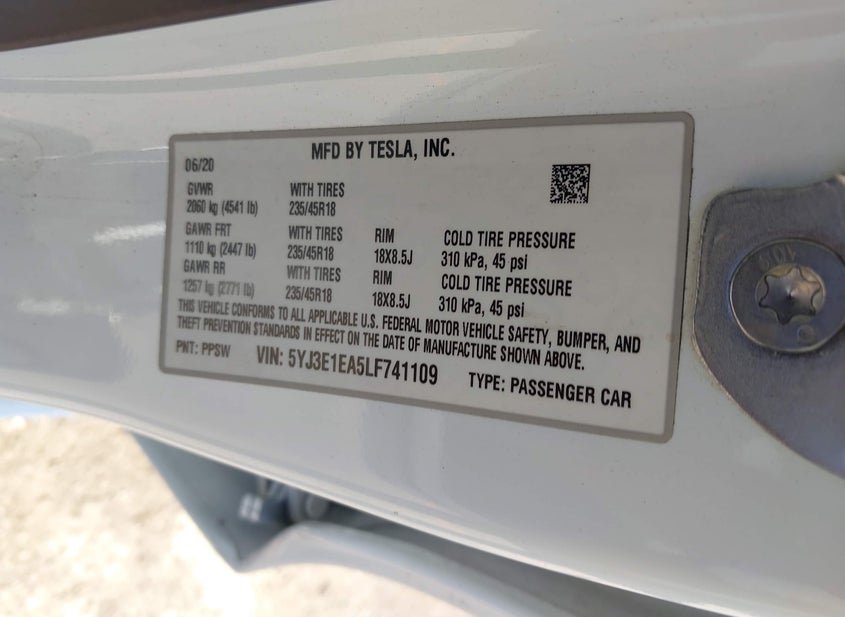 MFD BY TESLA, INC.
06/20
GVWR WITH TIRES
2060 kg (4541 lb) 235/45R18
GAWR FRT WITH TIRES RIM COLD TIRE PRESSURE
1110 kg (2447 lb) 235/45R18 18X8.5J 310 kPa, 45 psi
GAWR RR WITH TIRES RIM COLD TIRE PRESSURE
1257 kg (2771 lb) 235/45R18 18X8.5J 310 kPa, 45 psi
THIS VEHICLE CONFORMS TO ALL APPLICABLE U.S. FEDERAL MOTOR VEHICLE SAFETY, BUMPER, AND
THEFT PREVENTION STANDARDS IN EFFECT ON THE DATE OF MANUFACTURE SHOWN ABOVE.
PNT: PPSW VIN: 5YJ3E1EA5LF741109 TYPE: PASSENGER CAR